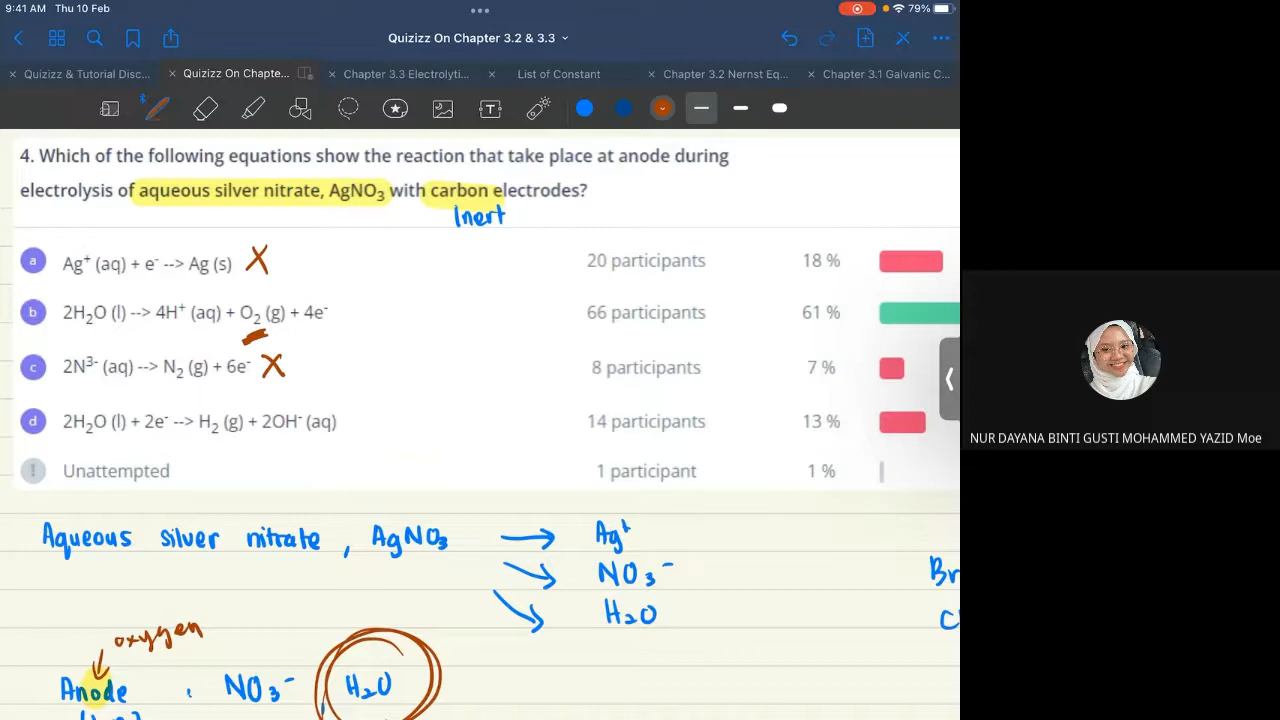 9:41 AM Thu 10 Feb
79%
Quizizz On Chapter 3.2 & 3.3
Quizizz & Tutorial Disc...
Quizizz On Chapte...
Chapter 3.3 Electrolyti...
List of Constant
Chapter 3.2 Nernst Eq...
Chapter 3.1 Galvanic C...
4. Which of the following equations show the reaction that take place at anode during
electrolysis of aqueous silver nitrate, AgNO₃ with carbon electrodes?
Inert
a Ag⁺ (aq) + e⁻ --> Ag (s) X 20 participants 18 %
b 2H₂O (l) --> 4H⁺ (aq) + O₂ (g) + 4e⁻ 66 participants 61 %
c 2N³⁻ (aq) --> N₂ (g) + 6e⁻ X 8 participants 7 %
d 2H₂O (l) + 2e⁻ --> H₂ (g) + 2OH⁻ (aq) 14 participants 13 %
! Unattempted 1 participant 1 %
Aqueous silver nitrate, AgNO₃ → Ag⁺
NO₃⁻
H₂O
Br
C
oxygen
Anode : NO₃⁻ H₂O
NUR DAYANA BINTI GUSTI MOHAMMED YAZID Moe